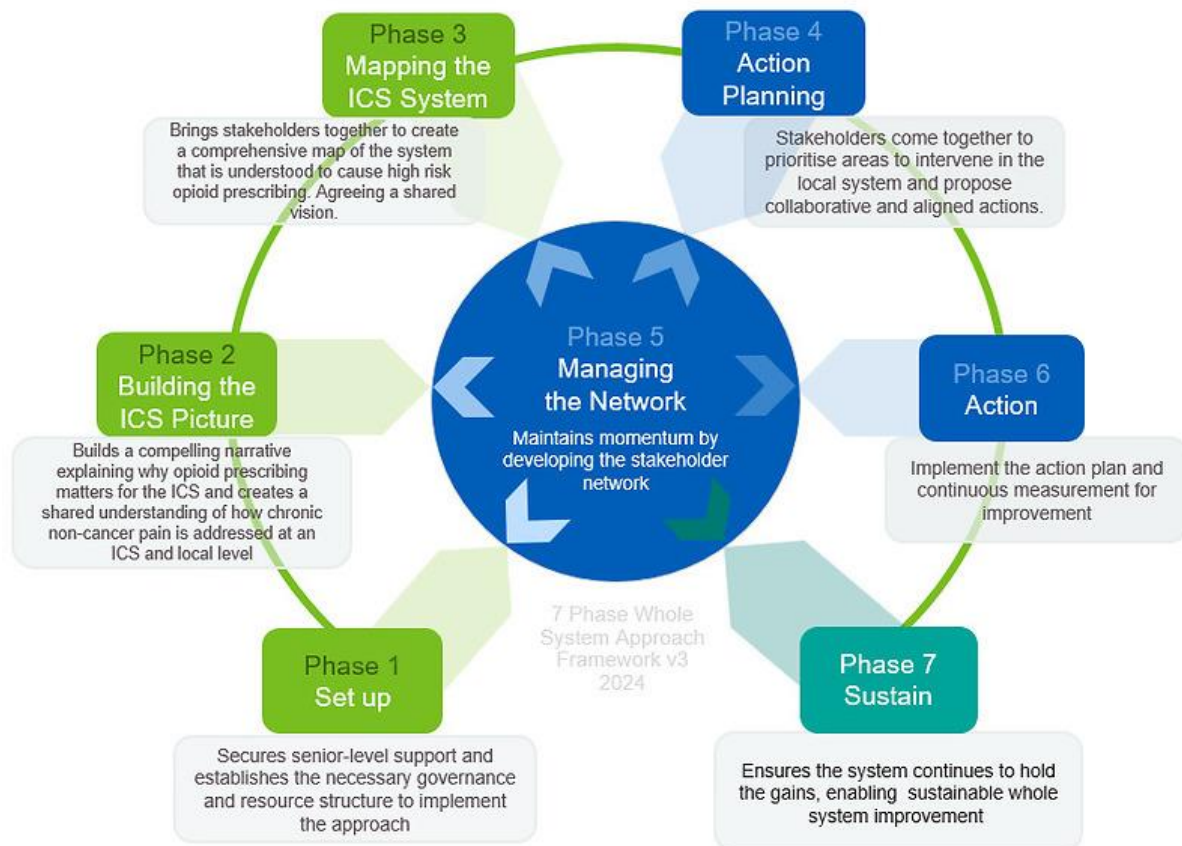 Phase 3
Mapping the
ICS System
Brings stakeholders together to create
a comprehensive map of the system
that is understood to cause high risk
opioid prescribing. Agreeing a shared
vision.
Phase 4
Action
Planning
Stakeholders come together to
prioritise areas to intervene in the
local system and propose
collaborative and aligned actions.
Phase 2
Building the
ICS Picture
Builds a compelling narrative
explaining why opioid prescribing
matters for the ICS and creates a
shared understanding of how chronic
non-cancer pain is addressed at an
ICS and local level
Phase 5
Managing
the Network
Maintains momentum by
developing the stakeholder
network
Phase 6
Action
Implement the action plan and
continuous measurement for
improvement
Phase 1
Set up
Secures senior-level support and
establishes the necessary governance
and resource structure to implement
the approach
7 Phase Whole
System Approach
Framework v3
2024
Phase 7
Sustain
Ensures the system continues to hold
the gains, enabling  sustainable whole
system improvement